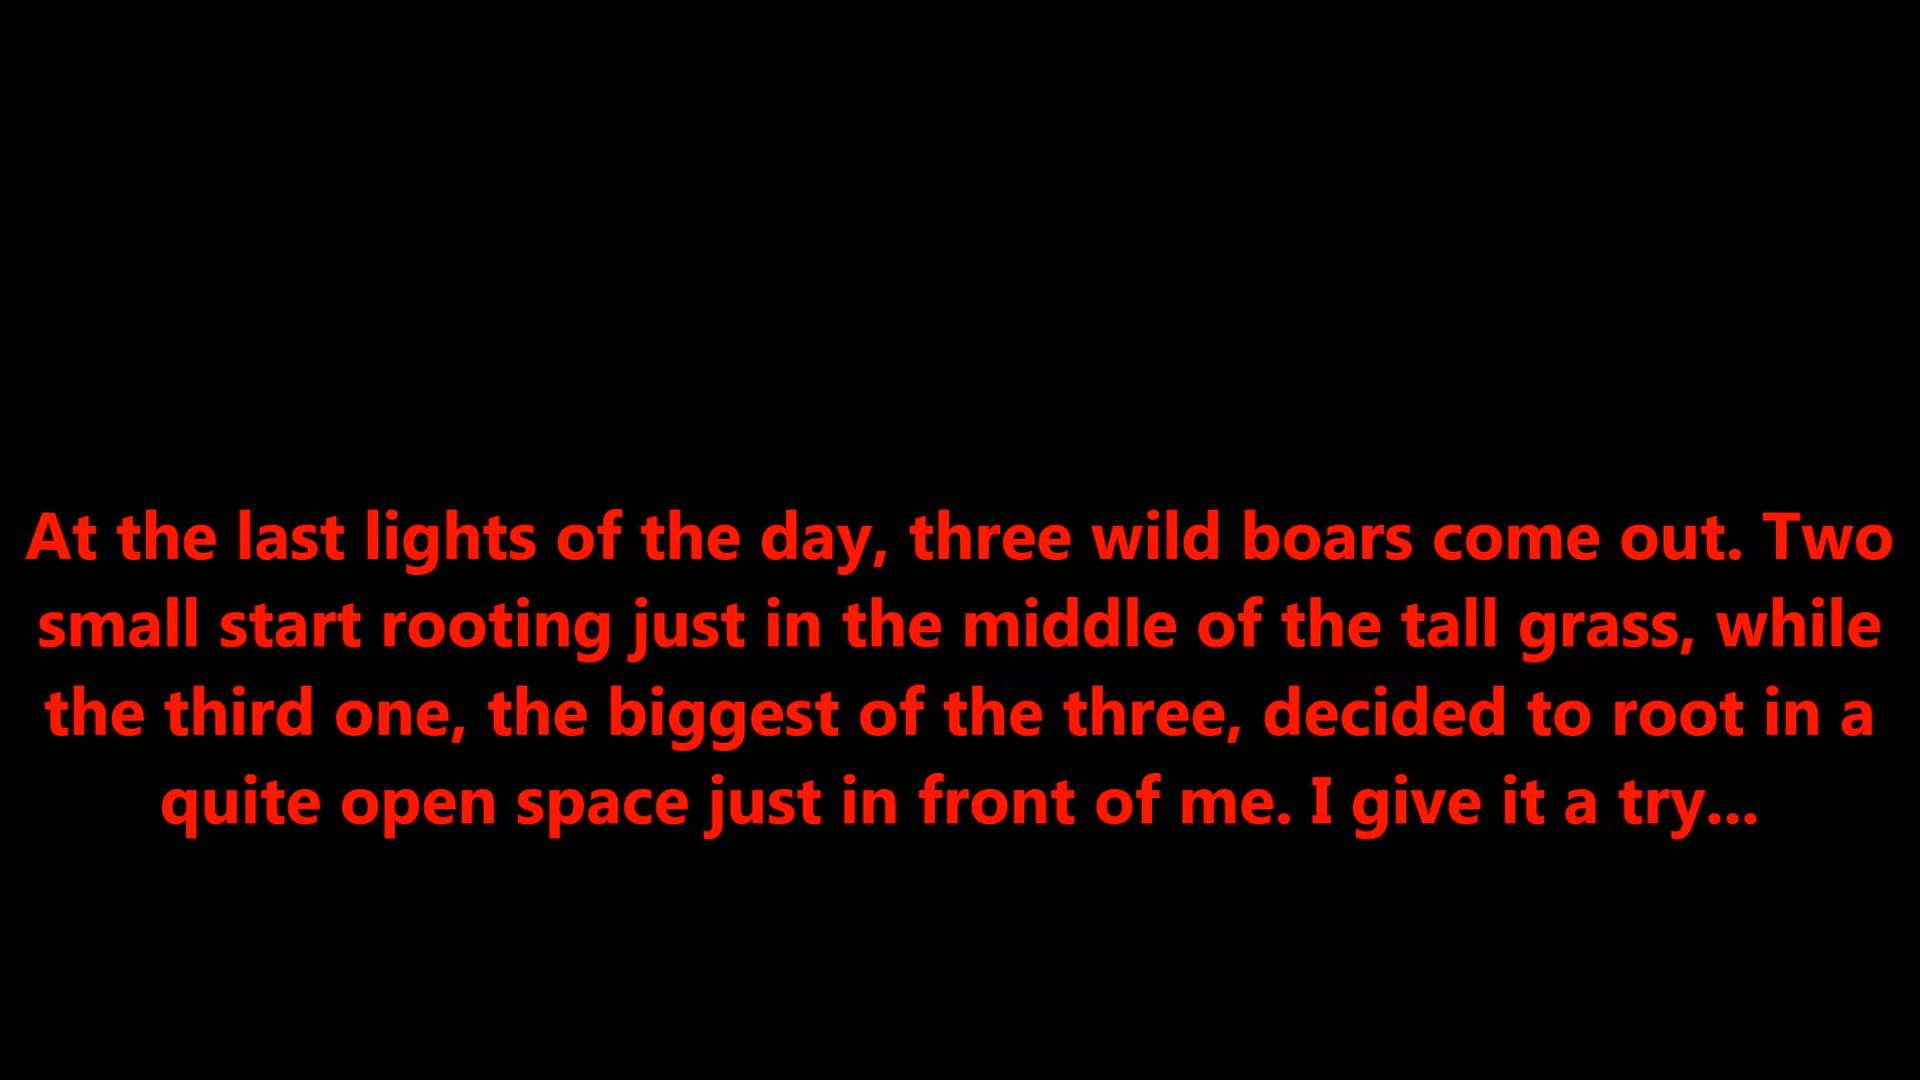 At the last lights of the day, three wild boars come out. Two
small start rooting just in the middle of the tall grass, while
the third one, the biggest of the three, decided to root in a
quite open space just in front of me. I give it a try...